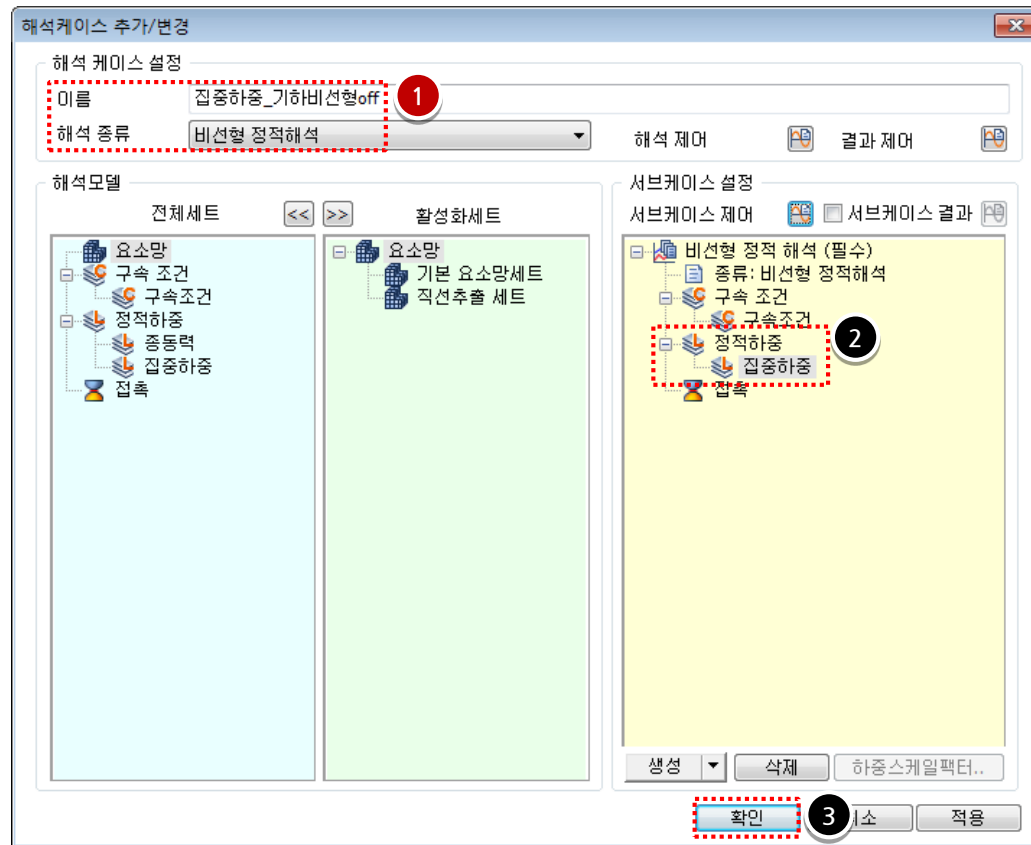 해석케이스 추가/변경
해석 케이스 설정
이름 집중하중_기하비선형off 1
해석 종류 비선형 정적해석 해석 제어 결과 제어
해석모델
전체세트 << >> 활성화세트
요소망
구속 조건
구속조건
정적하중
중동력
집중하중
접촉
요소망
기본 요소망세트
직선추출 세트
서브케이스 설정
서브케이스 제어 서브케이스 결과
비선형 정적 해석 (필수)
종류: 비선형 정적해석
구속 조건
구속조건
정적하중 2
집중하중
접촉
생성 삭제 하중스케일팩터..
확인 3 소 적용